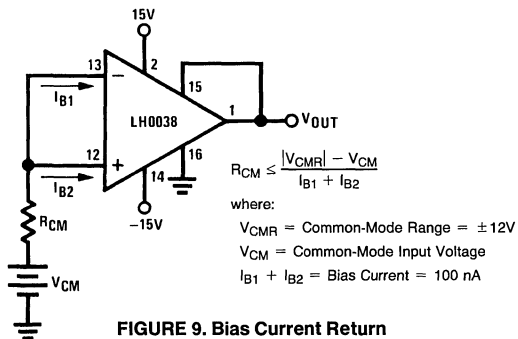 15V
13
−
2
I_B1
15
LH0038
1
V_OUT
12
+
16
I_B2
14
−15V
R_CM
V_CM
R_CM ≤ |V_CMR| − V_CM
I_B1 + I_B2
where:
V_CMR = Common-Mode Range = ±12V
V_CM = Common-Mode Input Voltage
I_B1 + I_B2 = Bias Current = 100 nA
FIGURE 9. Bias Current Return